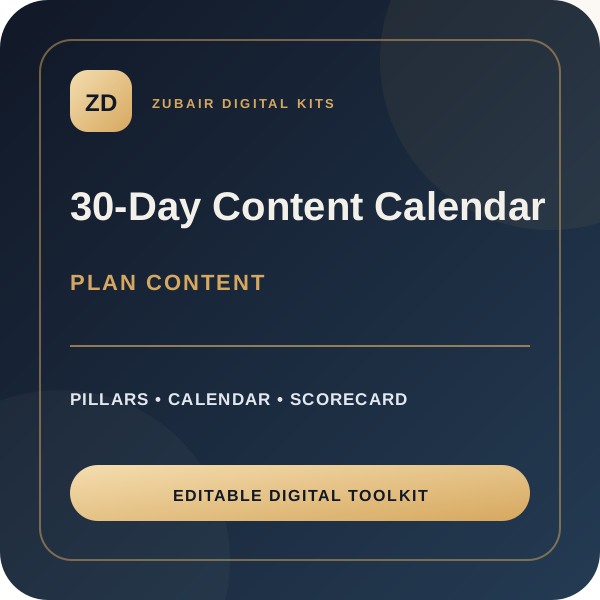 ZD
ZUBAIR DIGITAL KITS
30-Day Content Calendar
PLAN CONTENT
PILLARS • CALENDAR • SCORECARD
EDITABLE DIGITAL TOOLKIT